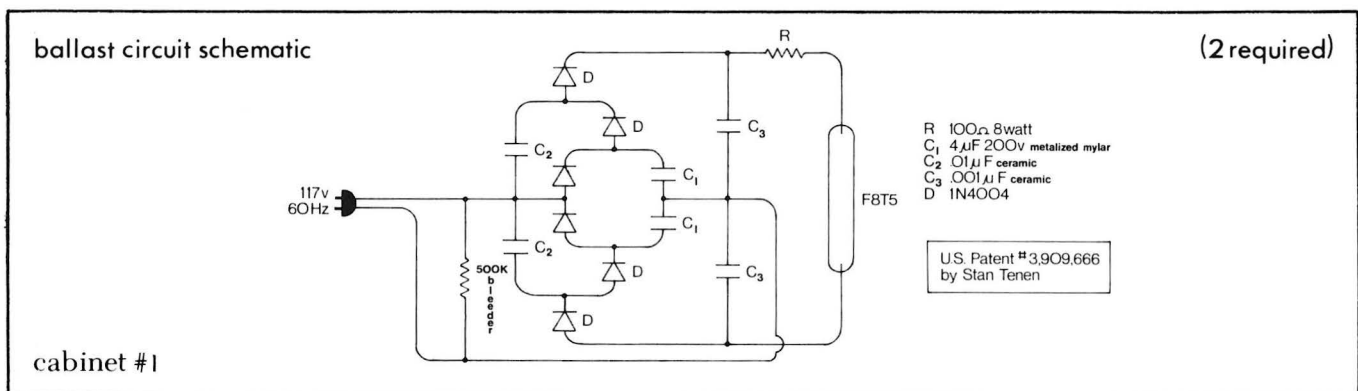 ballast circuit schematic
(2 required)
R
D
D
C₂
C₃
C₁
117v
60Hz
C₁
C₂
500K
bleeder
D
C₃
D
F8T5
R 100Ω 8watt
C₁ 4µF 200v metalized mylar
C₂ .01µF ceramic
C₃ .001µF ceramic
D 1N4004
U.S. Patent #3,909,666
by Stan Tenen
cabinet #1